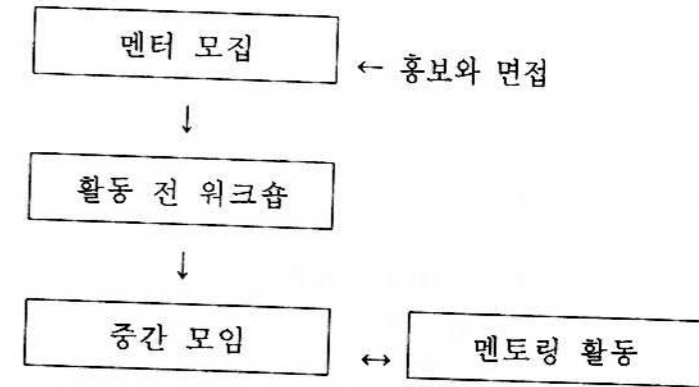 멘터 모집
← 홍보와 면접
↓
활동 전 워크숍
↓
중간 모임 ↔ 멘토링 활동